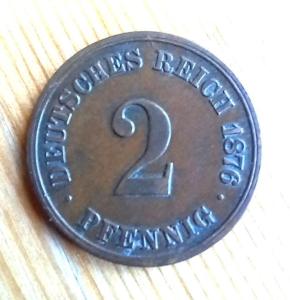 · DEUTSCHES REICH 1876 ·
2
PFENNIG